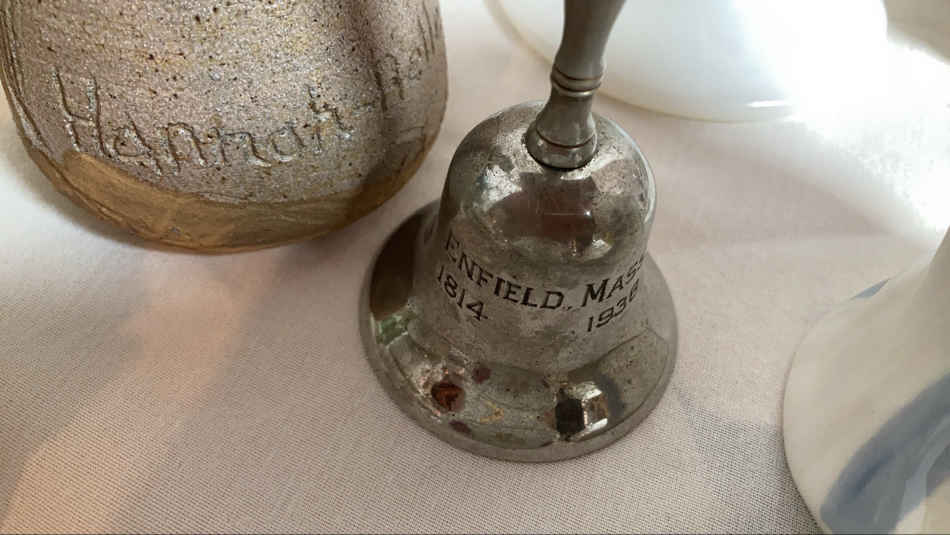 Hannah
ENFIELD, MASS
1814 1938